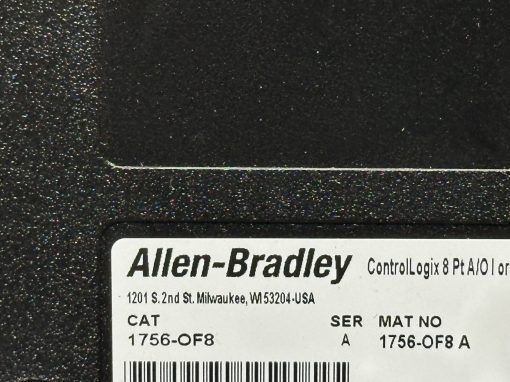 Allen-Bradley ControlLogix 8 Pt A/O I or
1201 S. 2nd St. Milwaukee, WI 53204-USA
CAT SER MAT NO
1756-OF8 A 1756-OF8 A